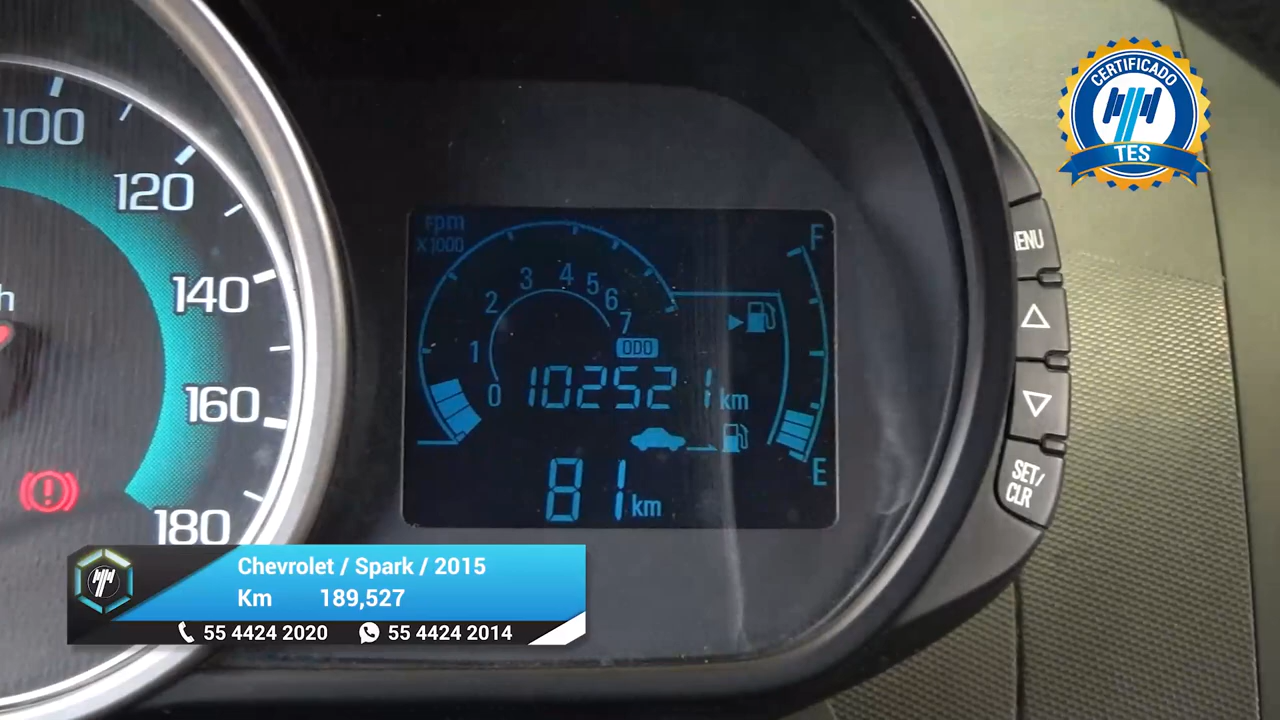 100
120
140
160
180
h
rpm
X1000
0
1
2
3
4
5
6
7
ODO
102521 km
81 km
F
E
MENU
SET/
CLR
CERTIFICADO
TES
Chevrolet / Spark / 2015
Km 189,527
55 4424 2020 55 4424 2014